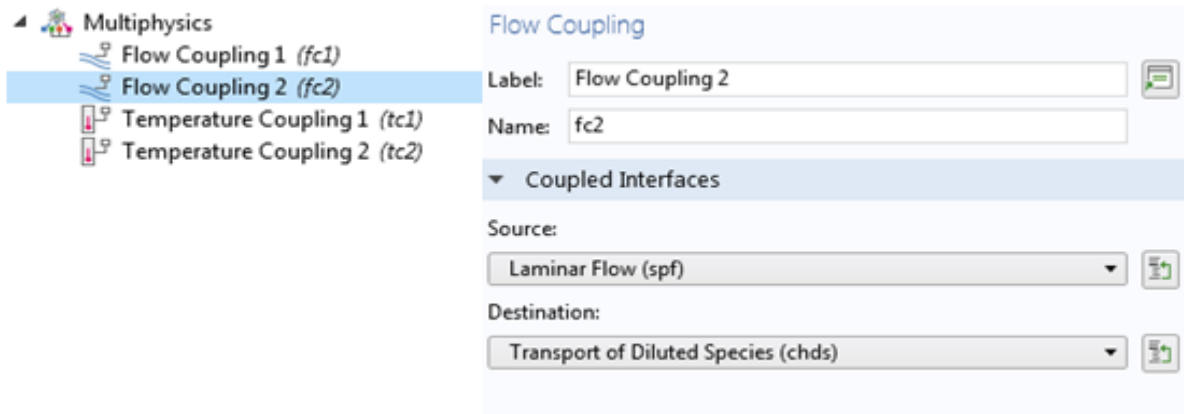 Multiphysics
Flow Coupling 1 (fc1)
Flow Coupling 2 (fc2)
Temperature Coupling 1 (tc1)
Temperature Coupling 2 (tc2)
Flow Coupling
Label: Flow Coupling 2
Name: fc2
Coupled Interfaces
Source:
Laminar Flow (spf)
Destination:
Transport of Diluted Species (chds)